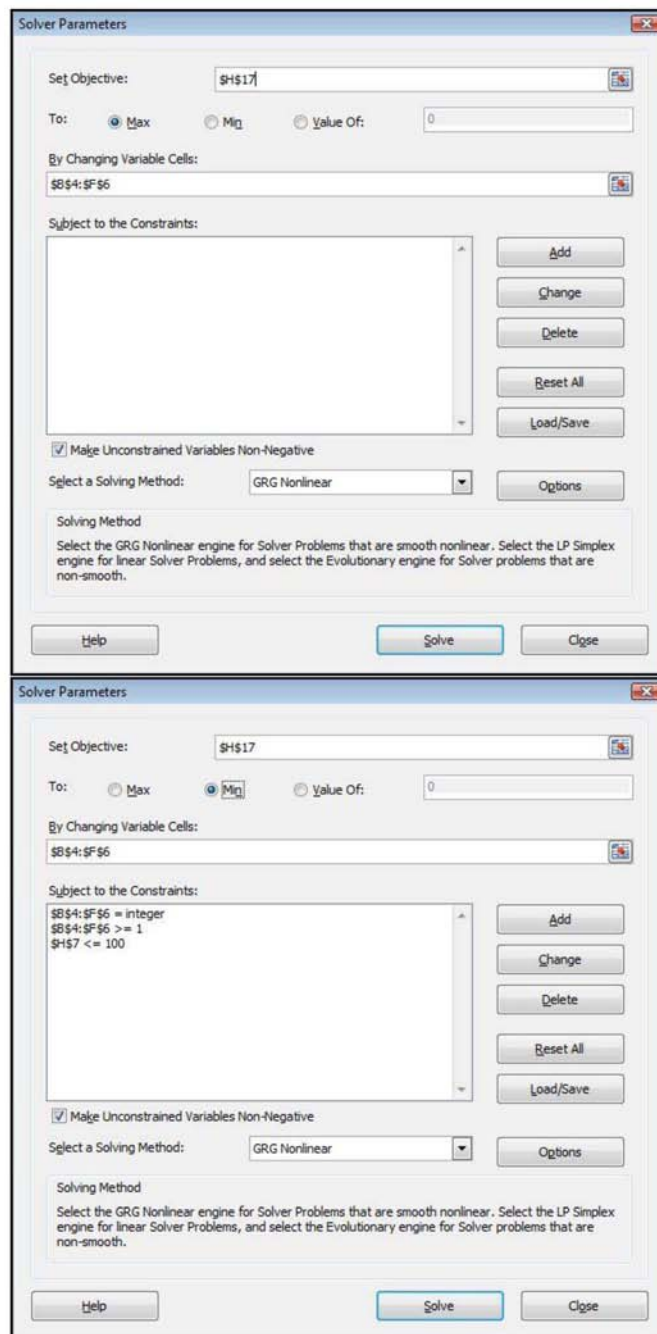 Solver Parameters
Set Objective: $H$17
To: Max Min Value Of: 0
By Changing Variable Cells:
$B$4:$F$6
Subject to the Constraints:
Add
Change
Delete
Reset All
Load/Save
Make Unconstrained Variables Non-Negative
Select a Solving Method: GRG Nonlinear Options
Solving Method
Select the GRG Nonlinear engine for Solver Problems that are smooth nonlinear. Select the LP Simplex
engine for linear Solver Problems, and select the Evolutionary engine for Solver problems that are
non-smooth.
Help Solve Close
Solver Parameters
Set Objective: $H$17
To: Max Min Value Of: 0
By Changing Variable Cells:
$B$4:$F$6
Subject to the Constraints:
$B$4:$F$6 = integer
$B$4:$F$6 >= 1
$H$7 <= 100
Add
Change
Delete
Reset All
Load/Save
Make Unconstrained Variables Non-Negative
Select a Solving Method: GRG Nonlinear Options
Solving Method
Select the GRG Nonlinear engine for Solver Problems that are smooth nonlinear. Select the LP Simplex
engine for linear Solver Problems, and select the Evolutionary engine for Solver problems that are
non-smooth.
Help Solve Close